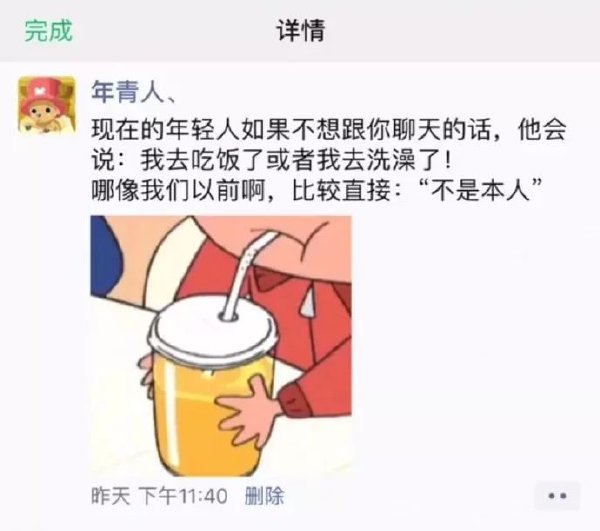 完成 详情
年青人、
现在的年轻人如果不想跟你聊天的话，他会
说：我去吃饭了或者我去洗澡了！
哪像我们以前啊，比较直接：“不是本人”
昨天 下午11:40 删除